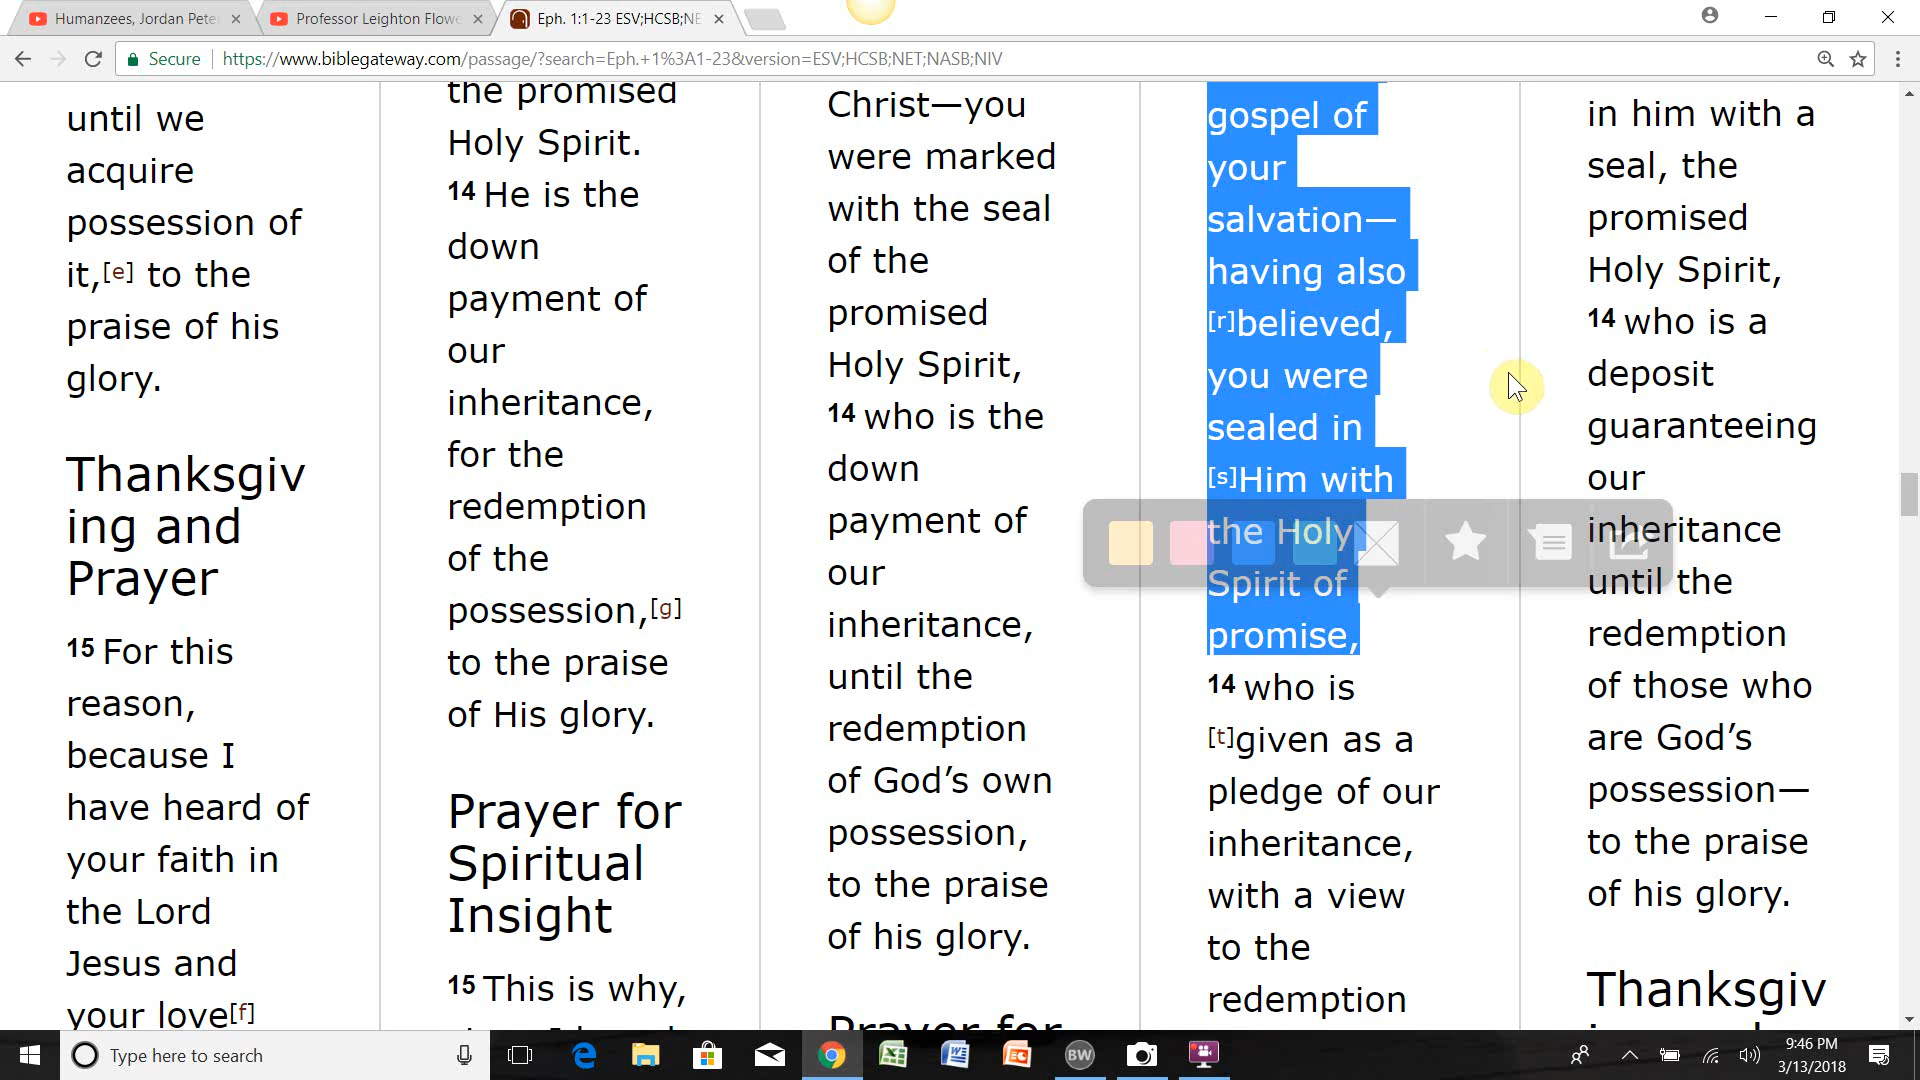 Humanzees, Jordan Pete
Professor Leighton Flowe
Eph. 1:1-23 ESV;HCSB;NE
Secure
https://www.biblegateway.com/passage/?search=Eph.+1%3A1-23&version=ESV;HCSB;NET;NASB;NIV
until we
acquire
possession of
it,[e] to the
praise of his
glory.
Thanksgiv
ing and
Prayer
15 For this
reason,
because I
have heard of
your faith in
the Lord
Jesus and
your love[f]
the promised
Holy Spirit.
14 He is the
down
payment of
our
inheritance,
for the
redemption
of the
possession,[g]
to the praise
of His glory.
Prayer for
Spiritual
Insight
15 This is why,
Christ—you
were marked
with the seal
of the
promised
Holy Spirit,
14 who is the
down
payment of
our
inheritance,
until the
redemption
of God’s own
possession,
to the praise
of his glory.
Prayer for
gospel of
your
salvation—
having also
[r]believed,
you were
sealed in
[s]Him with
the Holy
Spirit of
promise,
14 who is
[t]given as a
pledge of our
inheritance,
with a view
to the
redemption
in him with a
seal, the
promised
Holy Spirit,
14 who is a
deposit
guaranteeing
our
inheritance
until the
redemption
of those who
are God’s
possession—
to the praise
of his glory.
Thanksgiv
Type here to search
BW
9:46 PM
3/13/2018